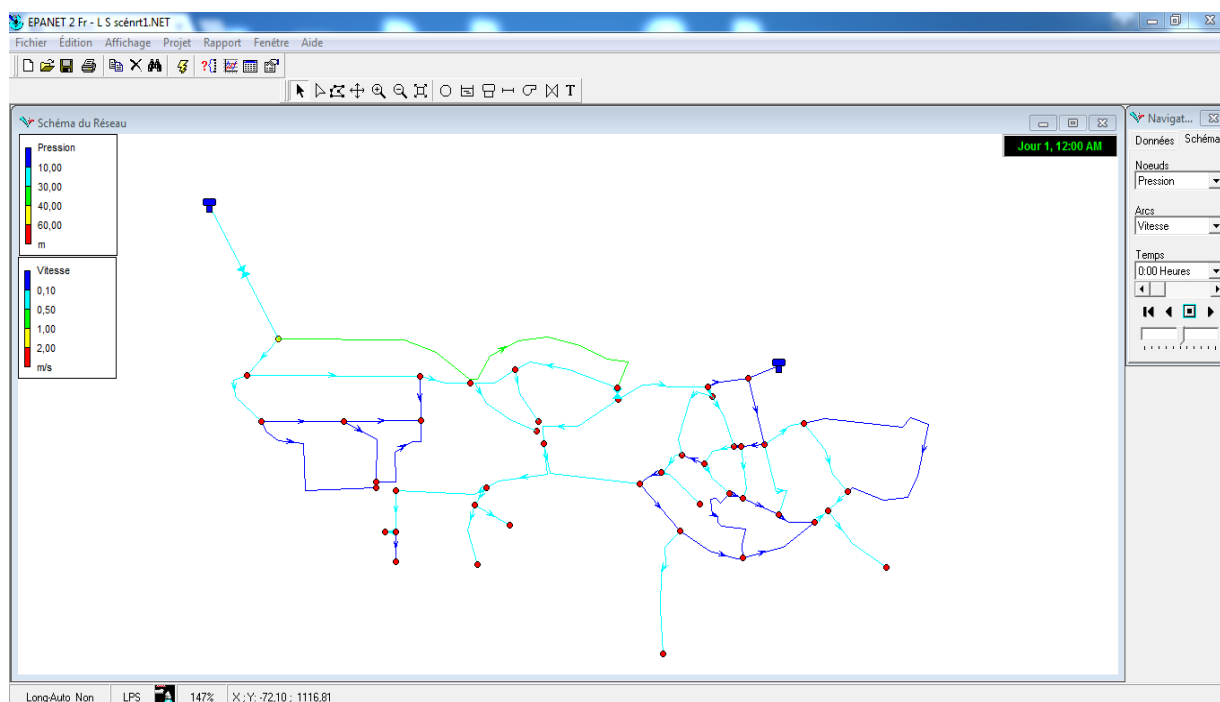 EPANET 2 Fr - L S scénrt1.NET
Fichier Édition Affichage Projet Rapport Fenêtre Aide
T
Schéma du Réseau
Jour 1, 12:00 AM
Pression
10,00
30,00
40,00
60,00
m
Vitesse
0,10
0,50
1,00
2,00
m/s
Navigat...
Données Schéma
Noeuds
Pression
Arcs
Vitesse
Temps
0:00 Heures
Long-Auto Non LPS 147% X ; Y: -72,10 ; 1116,81